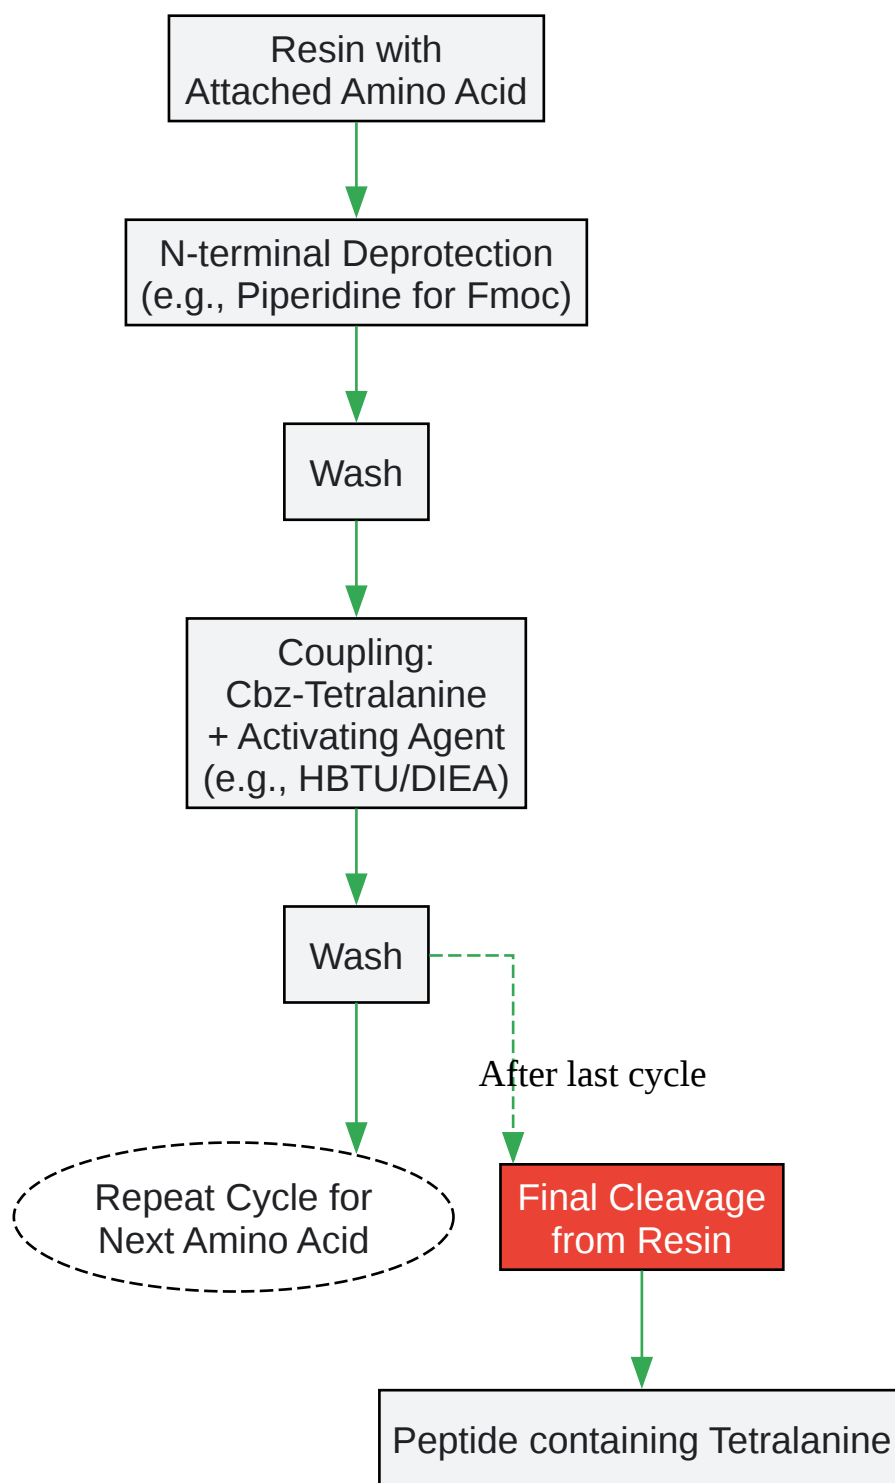 Resin with
Attached Amino Acid
N-terminal Deprotection
(e.g., Piperidine for Fmoc)
Wash
Coupling:
Cbz-Tetralanine
+ Activating Agent
(e.g., HBTU/DIEA)
Wash
After last cycle
Repeat Cycle for
Next Amino Acid
Final Cleavage
from Resin
Peptide containing Tetralanine